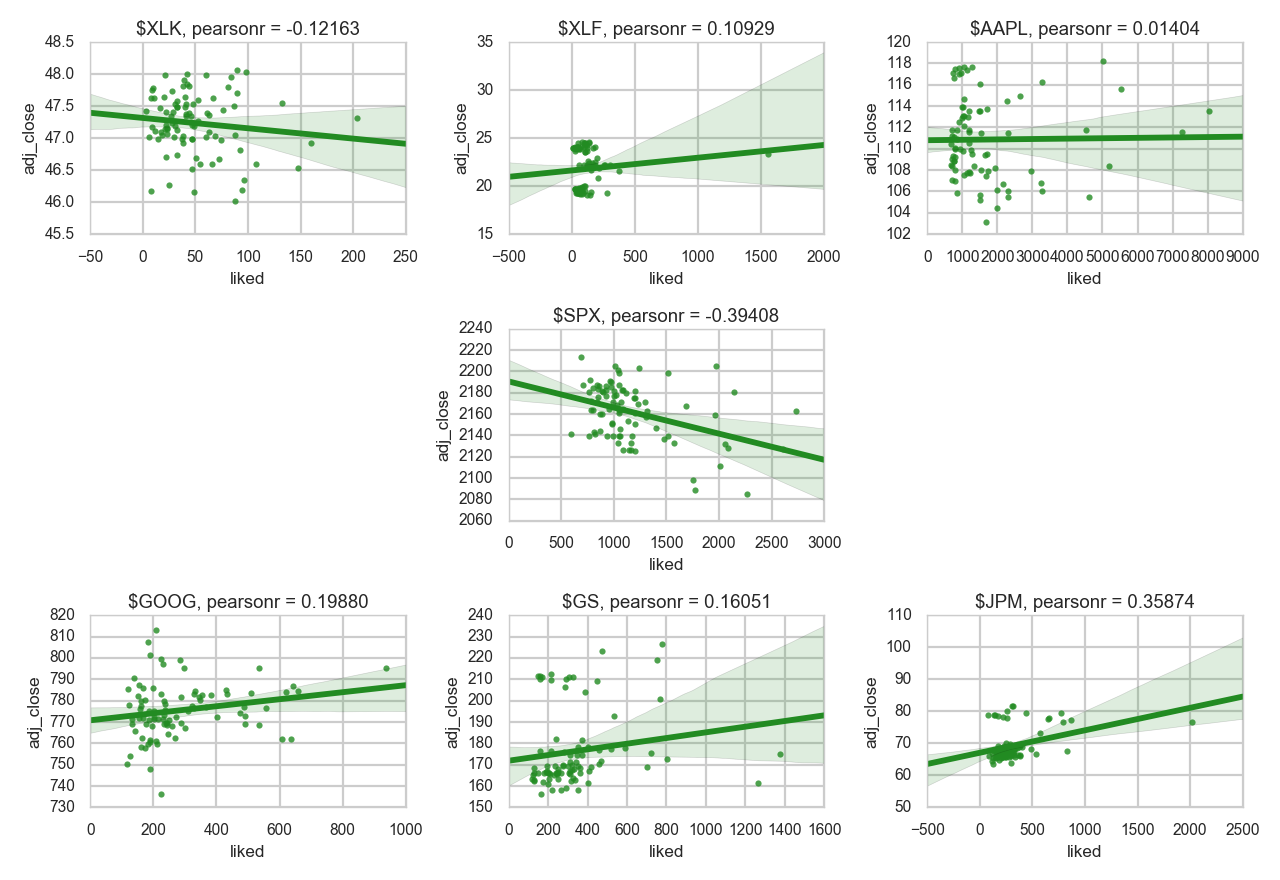 $XLK, pearsonr = -0.12163
48.5
48.0
47.5
47.0
46.5
46.0
45.5
adj_close
−50 0 50 100 150 200 250
liked
$XLF, pearsonr = 0.10929
35
30
25
20
15
adj_close
−500 0 500 1000 1500 2000
liked
$AAPL, pearsonr = 0.01404
120
118
116
114
112
110
108
106
104
102
adj_close
0 1000 2000 3000 4000 5000 6000 7000 8000 9000
liked
$SPX, pearsonr = -0.39408
2240
2220
2200
2180
2160
2140
2120
2100
2080
2060
adj_close
0 500 1000 1500 2000 2500 3000
liked
$GOOG, pearsonr = 0.19880
820
810
800
790
780
770
760
750
740
730
adj_close
0 200 400 600 800 1000
liked
$GS, pearsonr = 0.16051
240
230
220
210
200
190
180
170
160
150
adj_close
0 200 400 600 800 1000 1200 1400 1600
liked
$JPM, pearsonr = 0.35874
110
100
90
80
70
60
50
adj_close
−500 0 500 1000 1500 2000 2500
liked